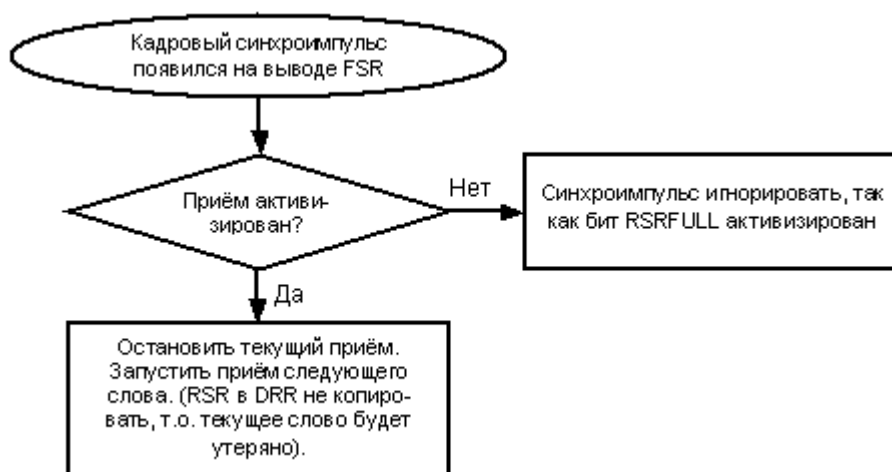 Кадровый синхроимпульс
появился на выводе FSR
Приём активи-
зирован?
Нет
Синхроимпульс игнорировать, так
как бит RSRFULL активизирован
Да
Остановить текущий приём.
Запустить приём следующего
слова. (RSR в DRR не копиро-
вать, т.о. текущее слово будет
утеряно).